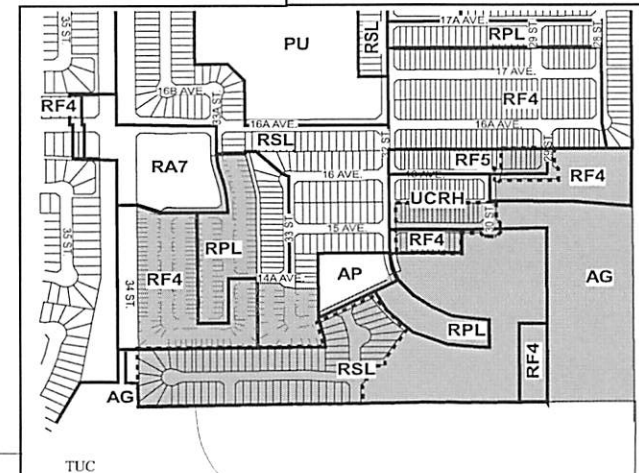 17A AVE.
35 ST.
RSL
RPL
29 ST.
28 ST.
PU
17 AVE.
16B AVE.
RF4
33A ST.
RF4
16A AVE.
16A AVE.
RSL
32 ST.
RF5
RA7
16 AVE.
RF4
UCRH
30 ST.
RPL
33 ST.
15 AVE.
RF4
35 ST.
RF4
14A AVE.
AP
AG
34 ST.
RPL
RSL
RF4
AG
TUC